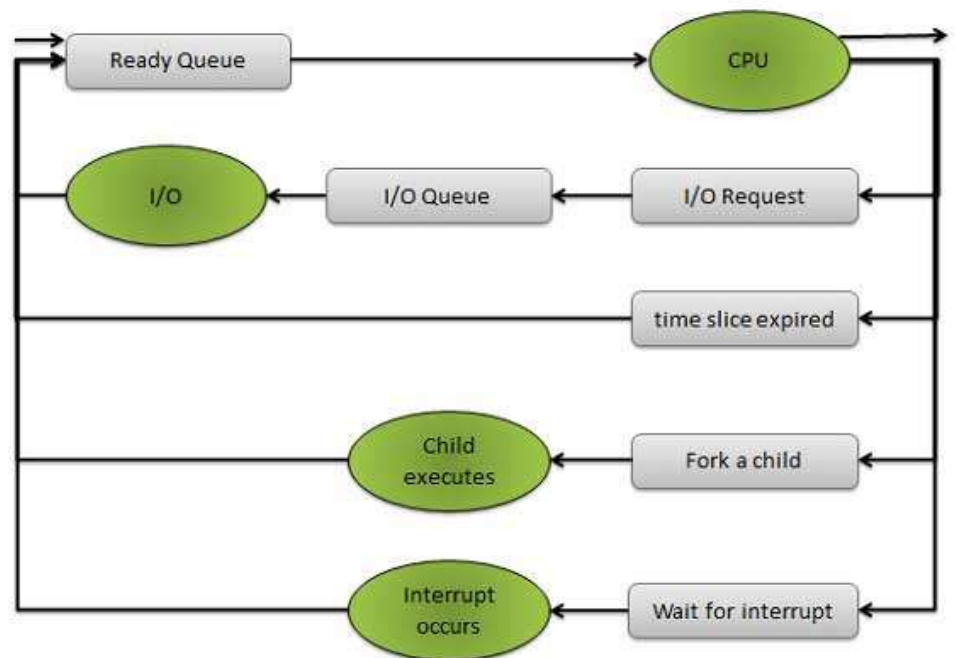 Ready Queue
CPU
I/O
I/O Queue
I/O Request
time slice expired
Child
executes
Fork a child
Interrupt
occurs
Wait for interrupt